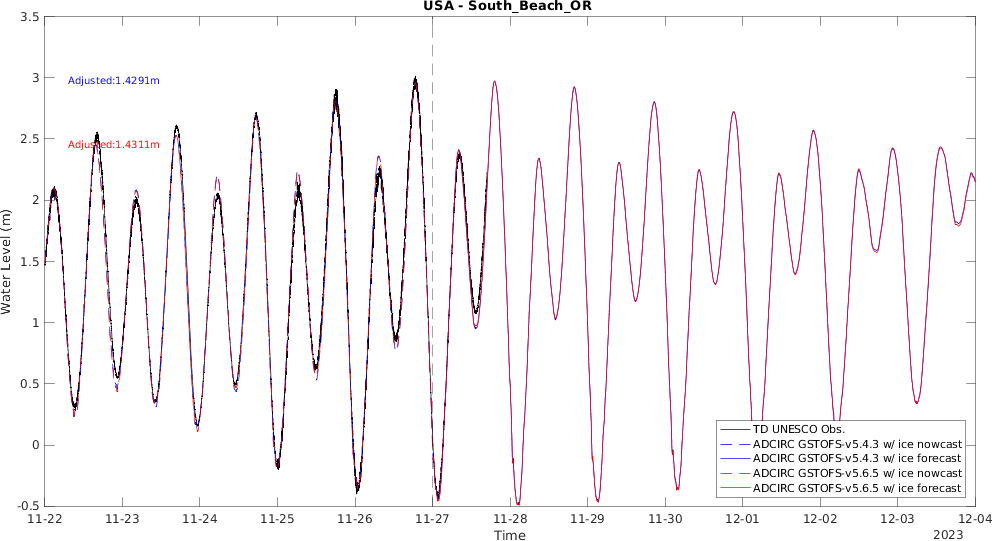 USA - South_Beach_OR
3.5
3
2.5
2
1.5
1
0.5
0
-0.5
Water Level (m)
Adjusted:1.4291m
Adjusted:1.4311m
TD UNESCO Obs.
ADCIRC GSTOFS-v5.4.3 w/ ice nowcast
ADCIRC GSTOFS-v5.4.3 w/ ice forecast
ADCIRC GSTOFS-v5.6.5 w/ ice nowcast
ADCIRC GSTOFS-v5.6.5 w/ ice forecast
11-22 11-23 11-24 11-25 11-26 11-27 11-28 11-29 11-30 12-01 12-02 12-03 12-04
Time
2023